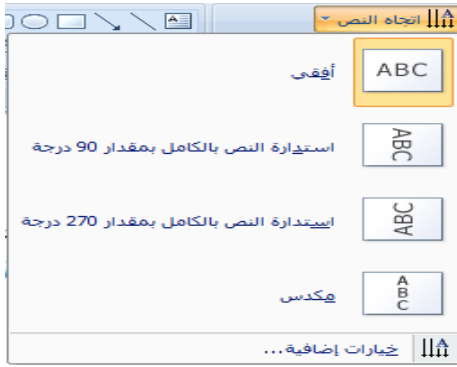 اتجاه النص
ABC أفقي
ABC استدارة النص بالكامل بمقدار 90 درجة
ABC استدارة النص بالكامل بمقدار 270 درجة
ABC مكدس
خيارات إضافية...